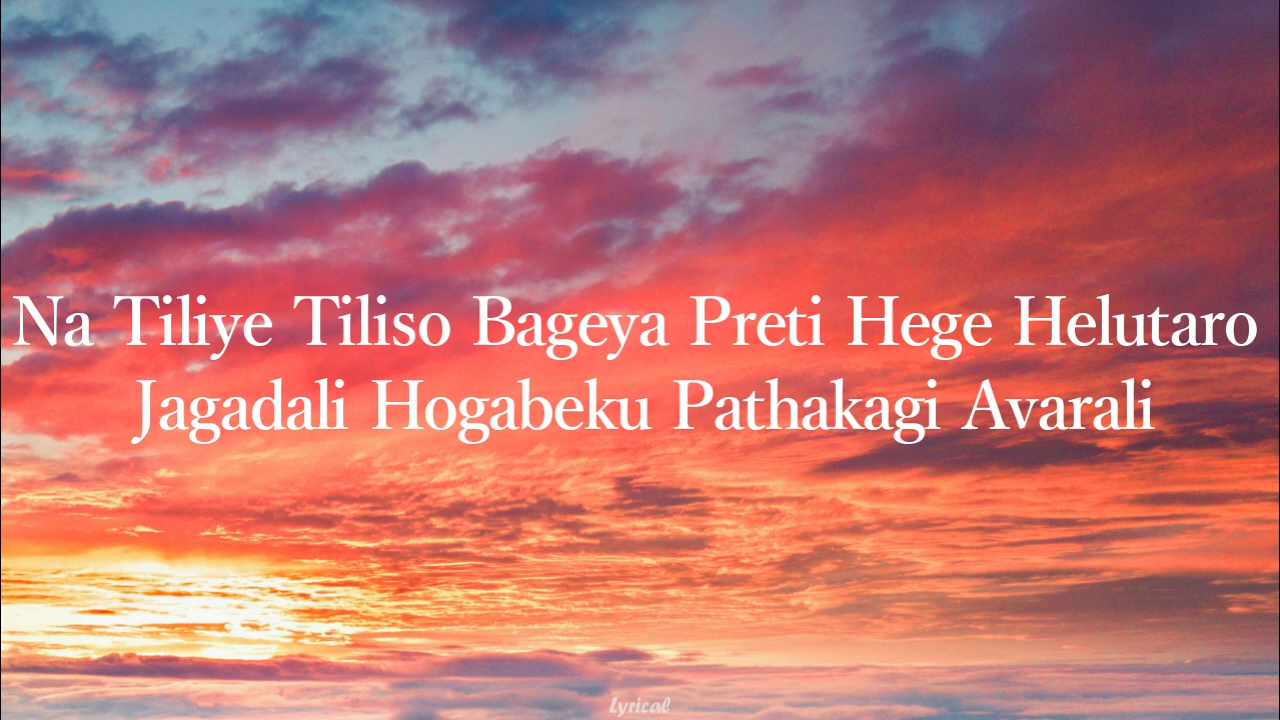 Na Tiliye Tiliso Bageya Preti Hege Helutaro
Jagadali Hogabeku Pathakagi Avarali
Lyrical